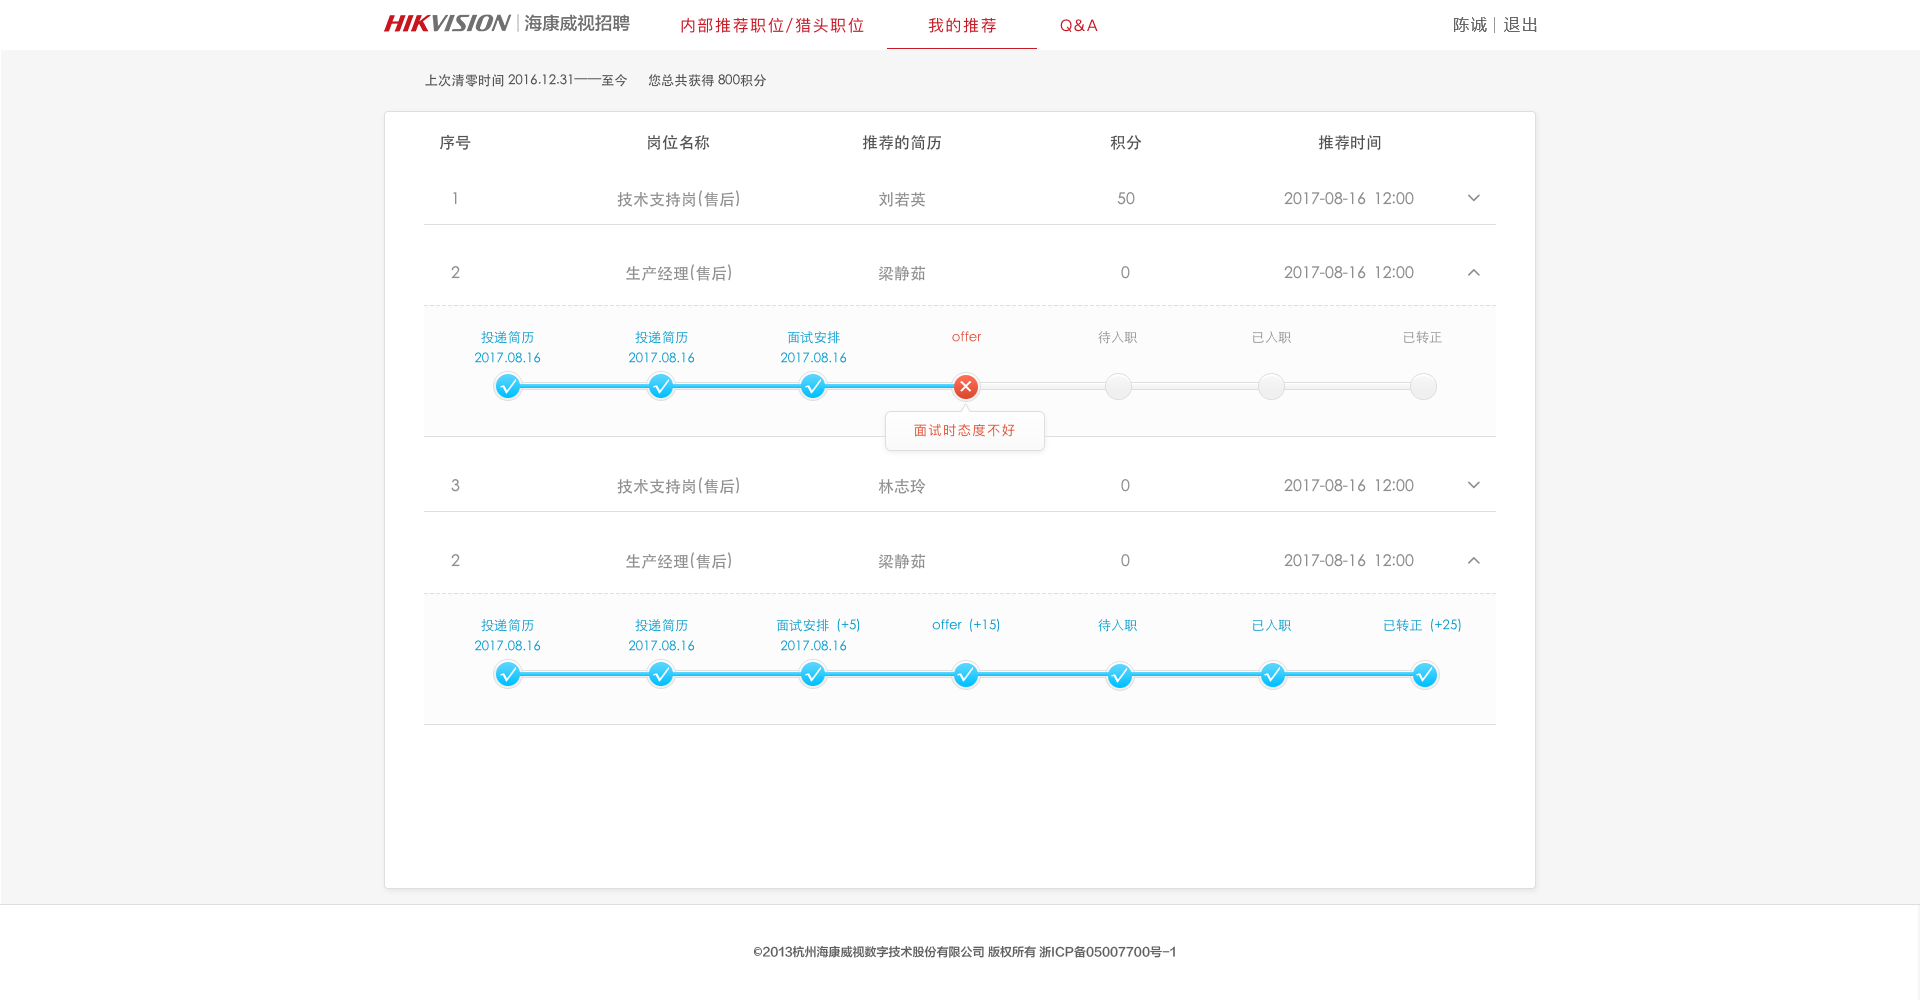 HIKVISION 海康威视招聘 内部推荐职位/猎头职位 我的推荐 Q&A 陈诚 退出
上次清零时间 2016.12.31——至今 您总共获得 800积分
序号 岗位名称 推荐的简历 积分 推荐时间
1 技术支持岗(售后) 刘若英 50 2017-08-16 12:00
2 生产经理(售后) 梁静茹 0 2017-08-16 12:00
投递简历 投递简历 面试安排 offer 待入职 已入职 已转正
2017.08.16 2017.08.16 2017.08.16
面试时态度不好
3 技术支持岗(售后) 林志玲 0 2017-08-16 12:00
2 生产经理(售后) 梁静茹 0 2017-08-16 12:00
投递简历 投递简历 面试安排 (+5) offer (+15) 待入职 已入职 已转正 (+25)
2017.08.16 2017.08.16 2017.08.16
©2013杭州海康威视数字技术股份有限公司 版权所有 浙ICP备05007700号-1